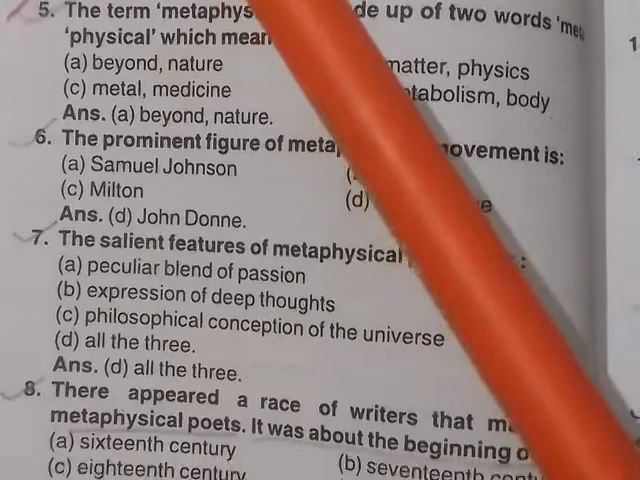 5. The term 'metaphys de up of two words 'met
'physical' which mean
(a) beyond, nature matter, physics
(c) metal, medicine tabolism, body
Ans. (a) beyond, nature.
6. The prominent figure of meta ovement is:
(a) Samuel Johnson (
(c) Milton (d) e
Ans. (d) John Donne.
7. The salient features of metaphysical :
(a) peculiar blend of passion
(b) expression of deep thoughts
(c) philosophical conception of the universe
(d) all the three.
Ans. (d) all the three.
8. There appeared a race of writers that
metaphysical poets. It was about the beginning o
(a) sixteenth century (b) seventeenth
(c) eighteenth century
1